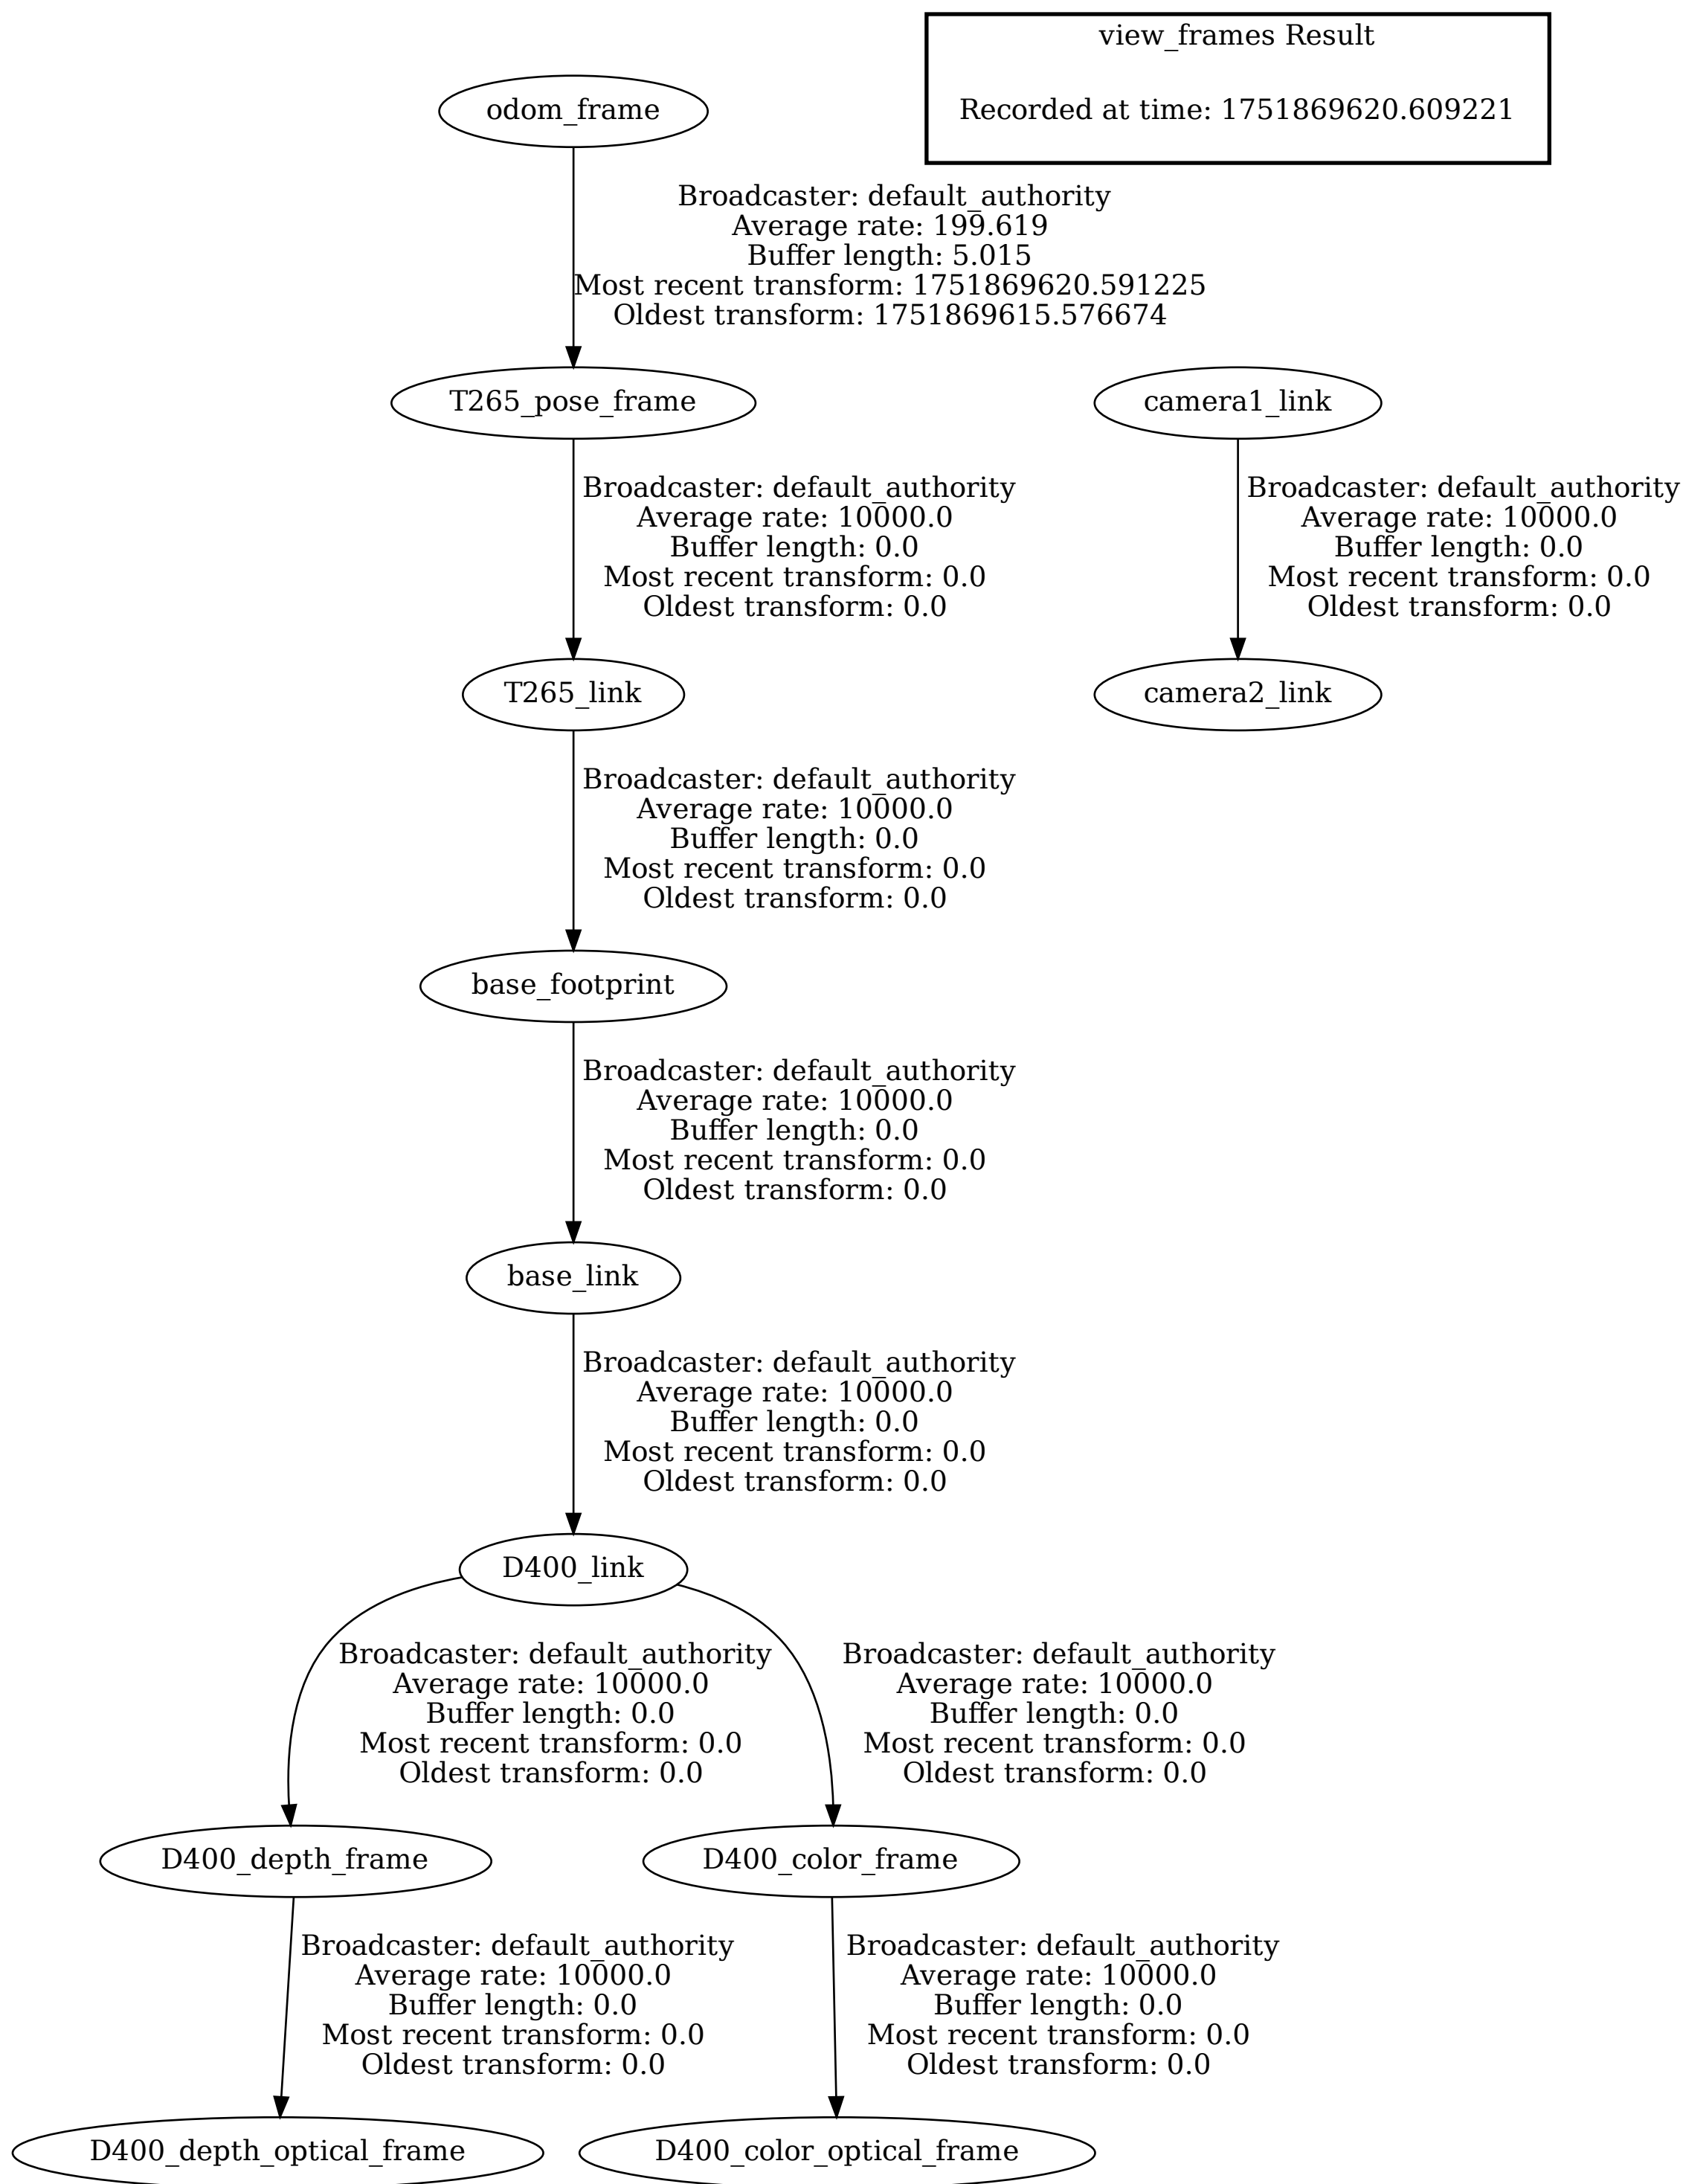 view_frames Result
Recorded at time: 1751869620.609221
odom_frame
Broadcaster: default_authority
Average rate: 199.619
Buffer length: 5.015
Most recent transform: 1751869620.591225
Oldest transform: 1751869615.576674
T265_pose_frame
camera1_link
Broadcaster: default_authority
Average rate: 10000.0
Buffer length: 0.0
Most recent transform: 0.0
Oldest transform: 0.0
Broadcaster: default_authority
Average rate: 10000.0
Buffer length: 0.0
Most recent transform: 0.0
Oldest transform: 0.0
T265_link
camera2_link
Broadcaster: default_authority
Average rate: 10000.0
Buffer length: 0.0
Most recent transform: 0.0
Oldest transform: 0.0
base_footprint
Broadcaster: default_authority
Average rate: 10000.0
Buffer length: 0.0
Most recent transform: 0.0
Oldest transform: 0.0
base_link
Broadcaster: default_authority
Average rate: 10000.0
Buffer length: 0.0
Most recent transform: 0.0
Oldest transform: 0.0
D400_link
Broadcaster: default_authority
Average rate: 10000.0
Buffer length: 0.0
Most recent transform: 0.0
Oldest transform: 0.0
Broadcaster: default_authority
Average rate: 10000.0
Buffer length: 0.0
Most recent transform: 0.0
Oldest transform: 0.0
D400_depth_frame
D400_color_frame
Broadcaster: default_authority
Average rate: 10000.0
Buffer length: 0.0
Most recent transform: 0.0
Oldest transform: 0.0
Broadcaster: default_authority
Average rate: 10000.0
Buffer length: 0.0
Most recent transform: 0.0
Oldest transform: 0.0
D400_depth_optical_frame
D400_color_optical_frame